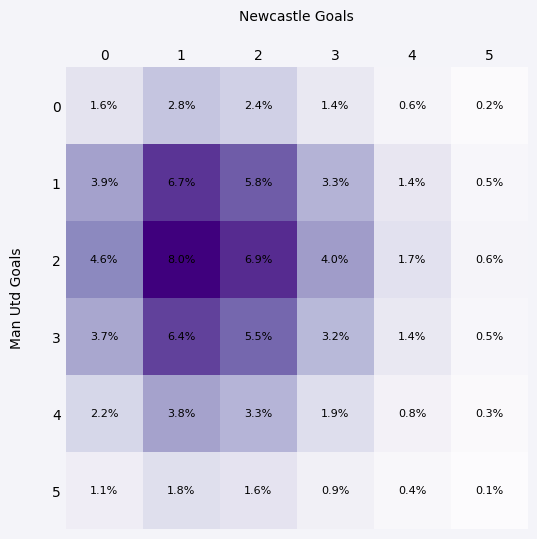 Newcastle Goals
0 1 2 3 4 5
0 1.6% 2.8% 2.4% 1.4% 0.6% 0.2%
1 3.9% 6.7% 5.8% 3.3% 1.4% 0.5%
2 4.6% 8.0% 6.9% 4.0% 1.7% 0.6%
3 3.7% 6.4% 5.5% 3.2% 1.4% 0.5%
4 2.2% 3.8% 3.3% 1.9% 0.8% 0.3%
5 1.1% 1.8% 1.6% 0.9% 0.4% 0.1%
Man Utd Goals